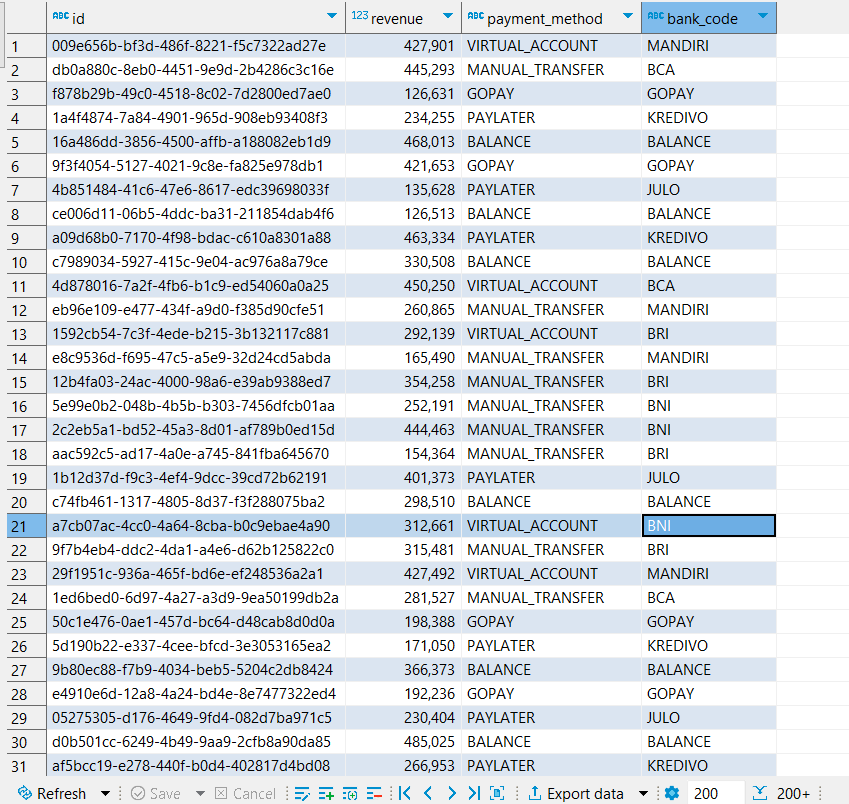 ABC id 123 revenue ABC payment_method ABC bank_code
1 009e656b-bf3d-486f-8221-f5c7322ad27e 427,901 VIRTUAL_ACCOUNT MANDIRI
2 db0a880c-8eb0-4451-9e9d-2b4286c3c16e 445,293 MANUAL_TRANSFER BCA
3 f878b29b-49c0-4518-8c02-7d2800ed7ae0 126,631 GOPAY GOPAY
4 1a4f4874-7a84-4901-965d-908eb93408f3 234,255 PAYLATER KREDIVO
5 16a486dd-3856-4500-affb-a188082eb1d9 468,013 BALANCE BALANCE
6 9f3f4054-5127-4021-9c8e-fa825e978db1 421,653 GOPAY GOPAY
7 4b851484-41c6-47e6-8617-edc39698033f 135,628 PAYLATER JULO
8 ce006d11-06b5-4ddc-ba31-211854dab4f6 126,513 BALANCE BALANCE
9 a09d68b0-7170-4f98-bdac-c610a8301a88 463,334 PAYLATER KREDIVO
10 c7989034-5927-415c-9e04-ac976a8a79ce 330,508 BALANCE BALANCE
11 4d878016-7a2f-4fb6-b1c9-ed54060a0a25 450,250 VIRTUAL_ACCOUNT BCA
12 eb96e109-e477-434f-a9d0-f385d90cfe51 260,865 MANUAL_TRANSFER MANDIRI
13 1592cb54-7c3f-4ede-b215-3b132117c881 292,139 VIRTUAL_ACCOUNT BRI
14 e8c9536d-f695-47c5-a5e9-32d24cd5abda 165,490 MANUAL_TRANSFER MANDIRI
15 12b4fa03-24ac-4000-98a6-e39ab9388ed7 354,258 MANUAL_TRANSFER BRI
16 5e99e0b2-048b-4b5b-b303-7456dfcb01aa 252,191 MANUAL_TRANSFER BNI
17 2c2eb5a1-bd52-45a3-8d01-af789b0ed15d 444,463 MANUAL_TRANSFER BNI
18 aac592c5-ad17-4a0e-a745-841fba645670 154,364 MANUAL_TRANSFER BRI
19 1b12d37d-f9c3-4ef4-9dcc-39cd72b62191 401,373 PAYLATER JULO
20 c74fb461-1317-4805-8d37-f3f288075ba2 298,510 BALANCE BALANCE
21 a7cb07ac-4cc0-4a64-8cba-b0c9ebae4a90 312,661 VIRTUAL_ACCOUNT BNI
22 9f7b4eb4-ddc2-4da1-a4e6-d62b125822c0 315,481 MANUAL_TRANSFER BRI
23 29f1951c-936a-465f-bd6e-ef248536a2a1 427,492 VIRTUAL_ACCOUNT MANDIRI
24 1ed6bed0-6d97-4a27-a3d9-9ea50199db2a 281,527 MANUAL_TRANSFER BCA
25 50c1e476-0ae1-457d-bc64-d48cab8d0d0a 198,388 GOPAY GOPAY
26 5d190b22-e337-4cee-bfcd-3e3053165ea2 171,050 PAYLATER KREDIVO
27 9b80ec88-f7b9-4034-beb5-5204c2db8424 366,373 BALANCE BALANCE
28 e4910e6d-12a8-4a24-bd4e-8e7477322ed4 192,236 GOPAY GOPAY
29 05275305-d176-4649-9fd4-082d7ba971c5 230,404 PAYLATER JULO
30 d0b501cc-6249-4b49-9aa9-2cfb8a90da85 485,025 BALANCE BALANCE
31 af5bcc19-e278-440f-b0d4-402817d4bd08 266,953 PAYLATER KREDIVO
Refresh Save Cancel Export data 200 200+